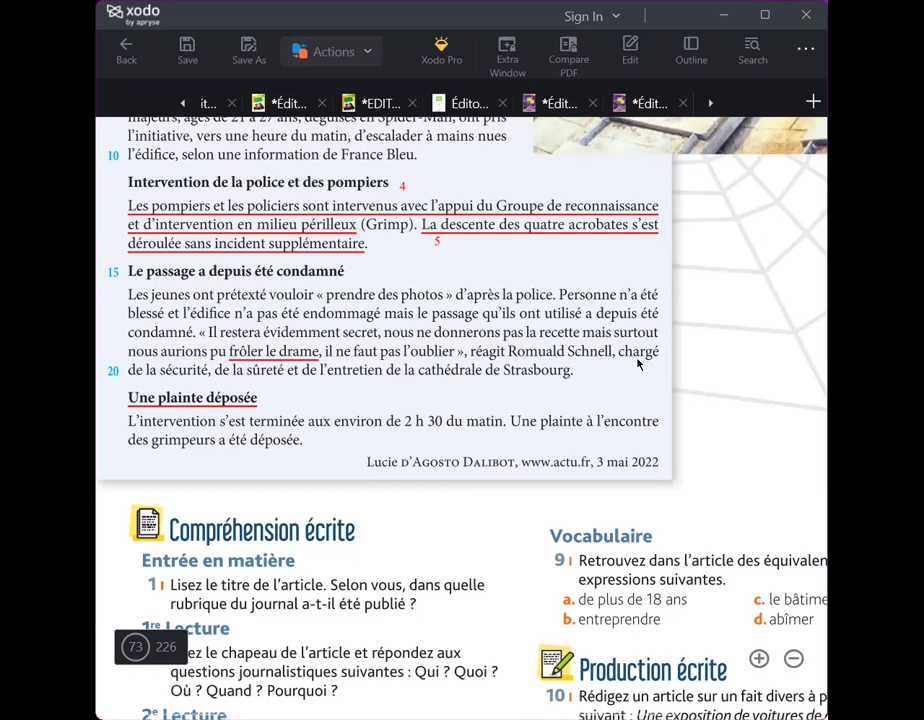 xodo
by apryse
Sign In
Back
Save
Save As
Actions
Xodo Pro
Extra
Window
Compare
PDF
Edit
Outline
Search
it...
*Édit...
*EDIT...
Édito...
*Édit...
*Édit...
majeurs, âgés de 21 à 27 ans, déguisés en Spider-Man, ont pris
l'initiative, vers une heure du matin, d'escalader à mains nues
10 l'édifice, selon une information de France Bleu.
Intervention de la police et des pompiers 4
Les pompiers et les policiers sont intervenus avec l'appui du Groupe de reconnaissance
et d'intervention en milieu périlleux (Grimp). La descente des quatre acrobates s'est
déroulée sans incident supplémentaire. 5
15 Le passage a depuis été condamné
Les jeunes ont prétexté vouloir « prendre des photos » d'après la police. Personne n'a été
blessé et l'édifice n'a pas été endommagé mais le passage qu'ils ont utilisé a depuis été
condamné. « Il restera évidemment secret, nous ne donnerons pas la recette mais surtout
nous aurions pu frôler le drame, il ne faut pas l'oublier », réagit Romuald Schnell, chargé
20 de la sécurité, de la sûreté et de l'entretien de la cathédrale de Strasbourg.
Une plainte déposée
L'intervention s'est terminée aux environ de 2 h 30 du matin. Une plainte à l'encontre
des grimpeurs a été déposée.
Lucie D'Agosto Dalibot, www.actu.fr, 3 mai 2022
Compréhension écrite
Entrée en matière
1 Lisez le titre de l'article. Selon vous, dans quelle
rubrique du journal a-t-il été publié ?
1re Lecture
ez le chapeau de l'article et répondez aux
questions journalistiques suivantes : Qui ? Quoi ?
Où ? Quand ? Pourquoi ?
2e Lecture
73 226
Vocabulaire
9 Retrouvez dans l'article des équivalen
expressions suivantes.
a. de plus de 18 ans
c. le bâtime
b. entreprendre
d. abîmer
Production écrite
10 Rédigez un article sur un fait divers à p
suivant : Une exposition de voitures de